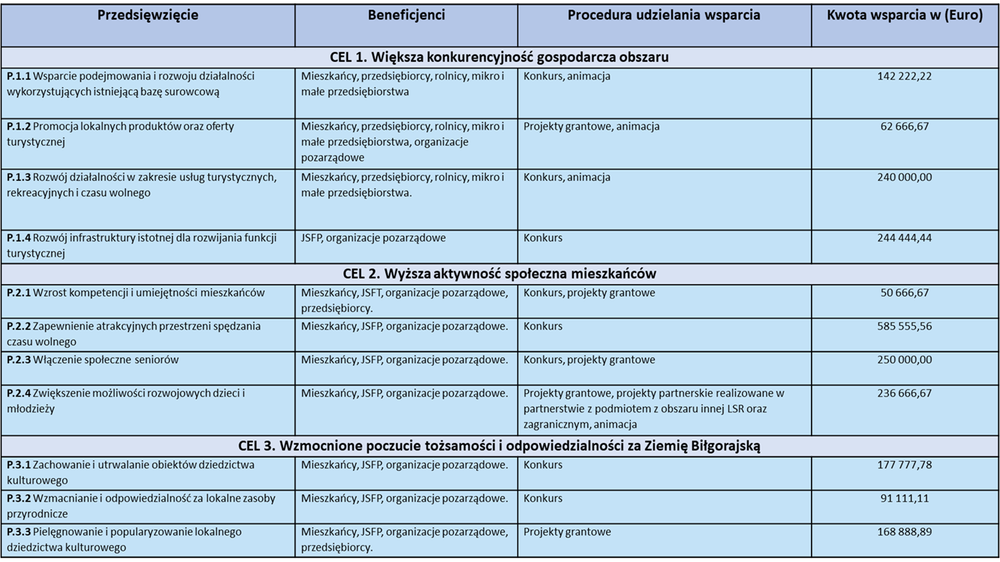 Przedsięwzięcie
Beneficjenci
Procedura udzielania wsparcia
Kwota wsparcia w (Euro)
CEL 1. Większa konkurencyjność gospodarcza obszaru
P.1.1 Wsparcie podejmowania i rozwoju działalności
wykorzystujących istniejącą bazę surowcową
Mieszkańcy, przedsiębiorcy, rolnicy, mikro i
małe przedsiębiorstwa
Konkurs, animacja
142 222,22
P.1.2 Promocja lokalnych produktów oraz oferty
turystycznej
Mieszkańcy, przedsiębiorcy, rolnicy, mikro i
małe przedsiębiorstwa, organizacje
pozarządowe
Projekty grantowe, animacja
62 666,67
P.1.3 Rozwój działalności w zakresie usług turystycznych,
rekreacyjnych i czasu wolnego
Mieszkańcy, przedsiębiorcy, rolnicy, mikro i
małe przedsiębiorstwa.
Konkurs, animacja
240 000,00
P.1.4 Rozwój infrastruktury istotnej dla rozwijania funkcji
turystycznej
JSFP, organizacje pozarządowe
Konkurs
244 444,44
CEL 2. Wyższa aktywność społeczna mieszkańców
P.2.1 Wzrost kompetencji i umiejętności mieszkańców
Mieszkańcy, JSFT, organizacje pozarządowe,
przedsiębiorcy.
Konkurs, projekty grantowe
50 666,67
P.2.2 Zapewnienie atrakcyjnych przestrzeni spędzania
czasu wolnego
Mieszkańcy, JSFP, organizacje pozarządowe.
Konkurs
585 555,56
P.2.3 Włączenie społeczne seniorów
Mieszkańcy, JSFP, organizacje pozarządowe.
Konkurs, projekty grantowe
250 000,00
P.2.4 Zwiększenie możliwości rozwojowych dzieci i
młodzieży
Mieszkańcy, JSFP, organizacje pozarządowe.
Projekty grantowe, projekty partnerskie realizowane w
partnerstwie z podmiotem z obszaru innej LSR oraz
zagranicznym, animacja
236 666,67
CEL 3. Wzmocnione poczucie tożsamości i odpowiedzialności za Ziemię Biłgorajską
P.3.1 Zachowanie i utrwalanie obiektów dziedzictwa
kulturowego
Mieszkańcy, JSFP, organizacje pozarządowe.
Konkurs
177 777,78
P.3.2 Wzmacnianie i odpowiedzialność za lokalne zasoby
przyrodnicze
Mieszkańcy, JSFP, organizacje pozarządowe.
Konkurs
91 111,11
P.3.3 Pielęgnowanie i popularyzowanie lokalnego
dziedzictwa kulturowego
Mieszkańcy, JSFP, organizacje pozarządowe,
przedsiębiorcy.
Projekty grantowe
168 888,89